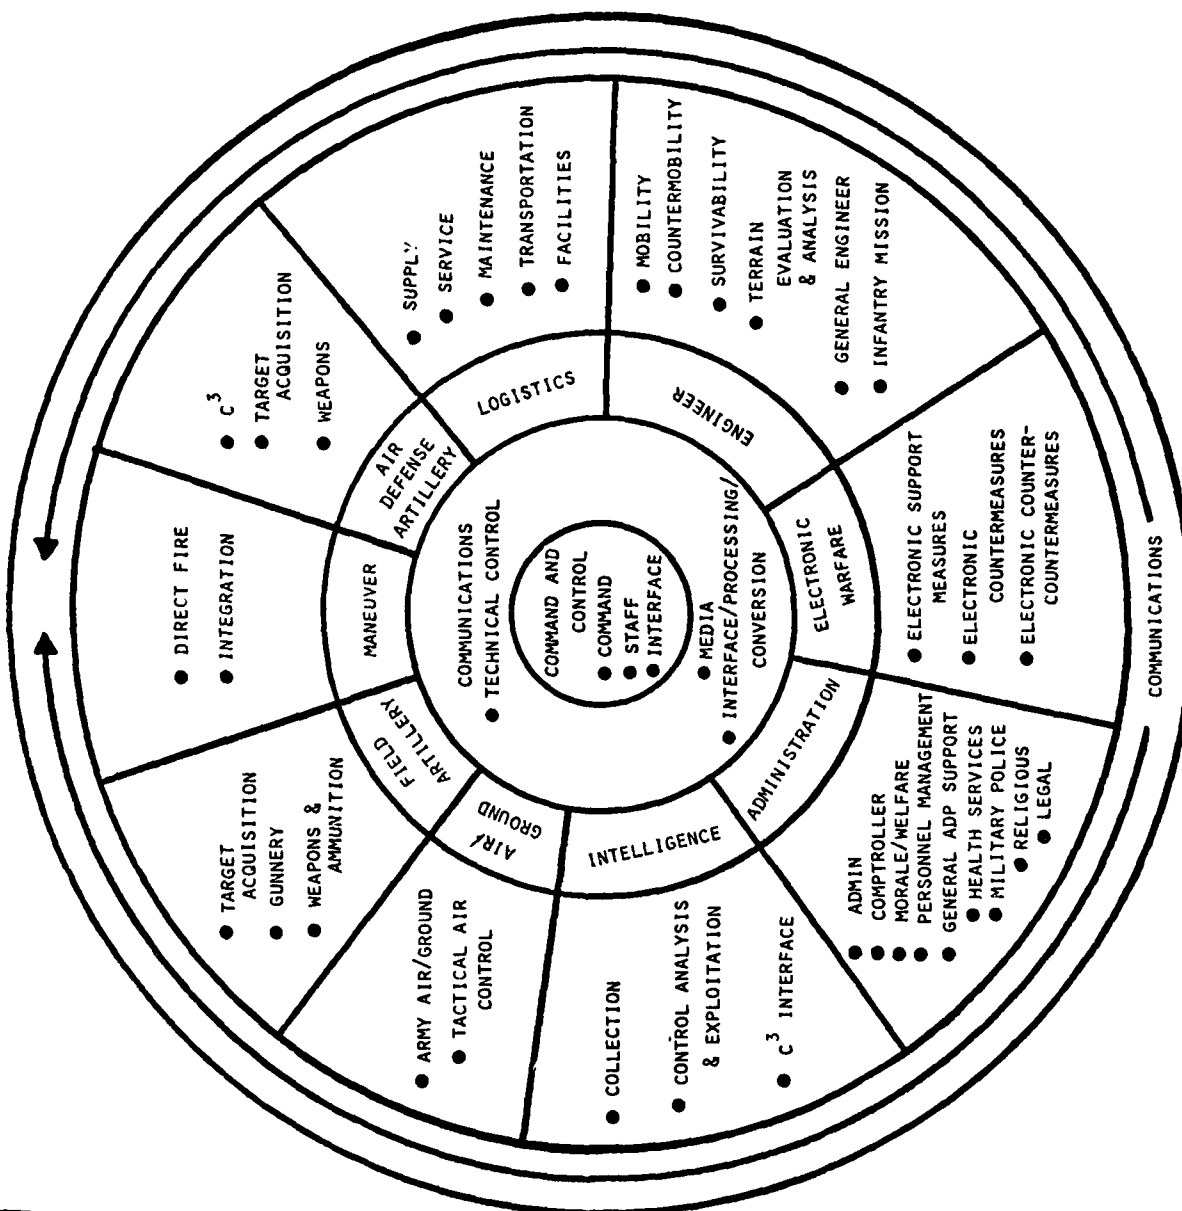 COMMAND AND
CONTROL
● COMMAND
● STAFF
● INTERFACE
COMMUNICATIONS
● TECHNICAL CONTROL
● MEDIA
● INTERFACE/PROCESSING/
CONVERSION
MANEUVER
● DIRECT FIRE
● INTEGRATION
AIR
DEFENSE
ARTILLERY
● C³
● TARGET
ACQUISITION
● WEAPONS
LOGISTICS
● SUPPLY
● SERVICE
● MAINTENANCE
● TRANSPORTATION
● FACILITIES
ENGINEER
● MOBILITY
● COUNTERMOBILITY
● SURVIVABILITY
● TERRAIN
EVALUATION
& ANALYSIS
● GENERAL ENGINEER
● INFANTRY MISSION
ELECTRONIC
WARFARE
● ELECTRONIC SUPPORT
MEASURES
● ELECTRONIC
COUNTERMEASURES
● ELECTRONIC COUNTER-
COUNTERMEASURES
ADMINISTRATION
● ADMIN
● COMPTROLLER
● MORALE/WELFARE
● PERSONNEL MANAGEMENT
● GENERAL ADP SUPPORT
● HEALTH SERVICES
● MILITARY POLICE
● RELIGIOUS
● LEGAL
INTELLIGENCE
● COLLECTION
● CONTROL ANALYSIS
& EXPLOITATION
● C³ INTERFACE
AIR/
GROUND
● ARMY AIR/GROUND
● TACTICAL AIR
CONTROL
FIELD
ARTILLERY
● TARGET
ACQUISITION
● GUNNERY
● WEAPONS &
AMMUNITION
COMMUNICATIONS